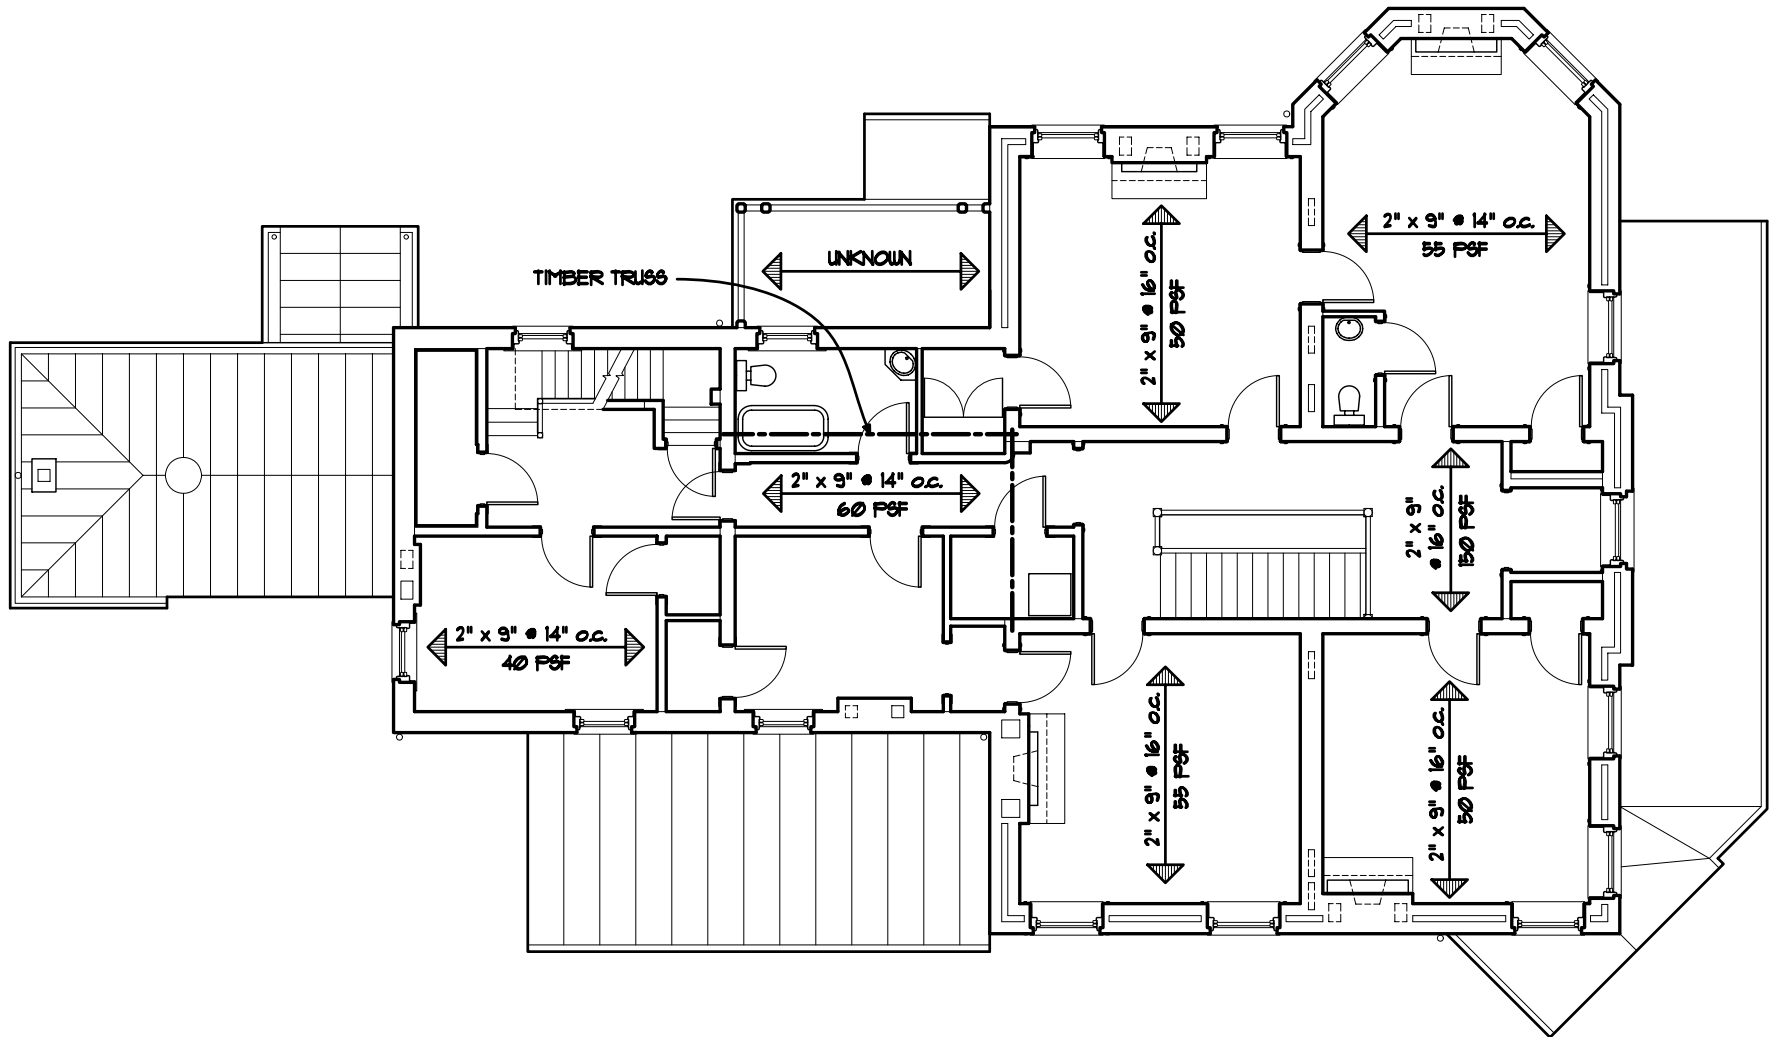 2" x 9" @ 14" o.c.
55 PSF
UNKNOWN
TIMBER TRUSS
2" x 9" @ 16" o.c.
50 PSF
2" x 9" @ 14" o.c.
60 PSF
2" x 9"
@ 16" o.c.
150 PSF
2" x 9" @ 14" o.c.
40 PSF
2" x 9" @ 16" o.c.
55 PSF
2" x 9" @ 16" o.c.
50 PSF